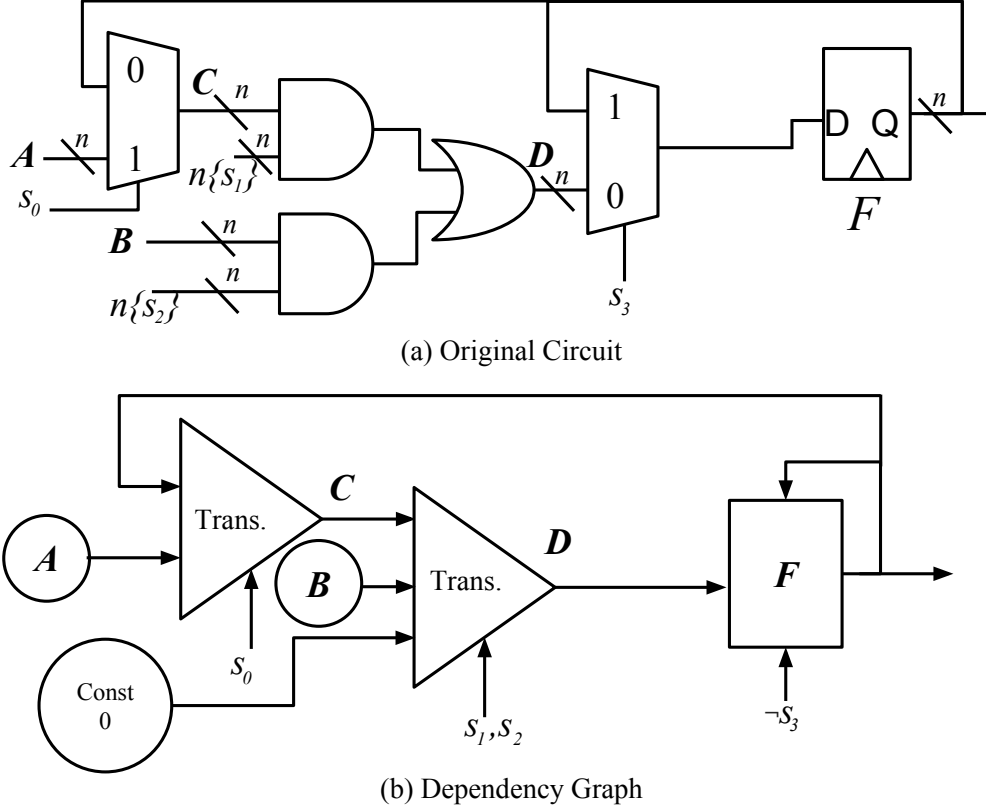 0
C
n
A
n
1
n{s₁}
n
s₀
B
n
n{s₂}
n
D
n
1
0
s₃
D Q
n
F
(a) Original Circuit
Trans.
C
A
B
Trans.
D
F
s₀
Const
0
s₁,s₂
¬s₃
(b) Dependency Graph